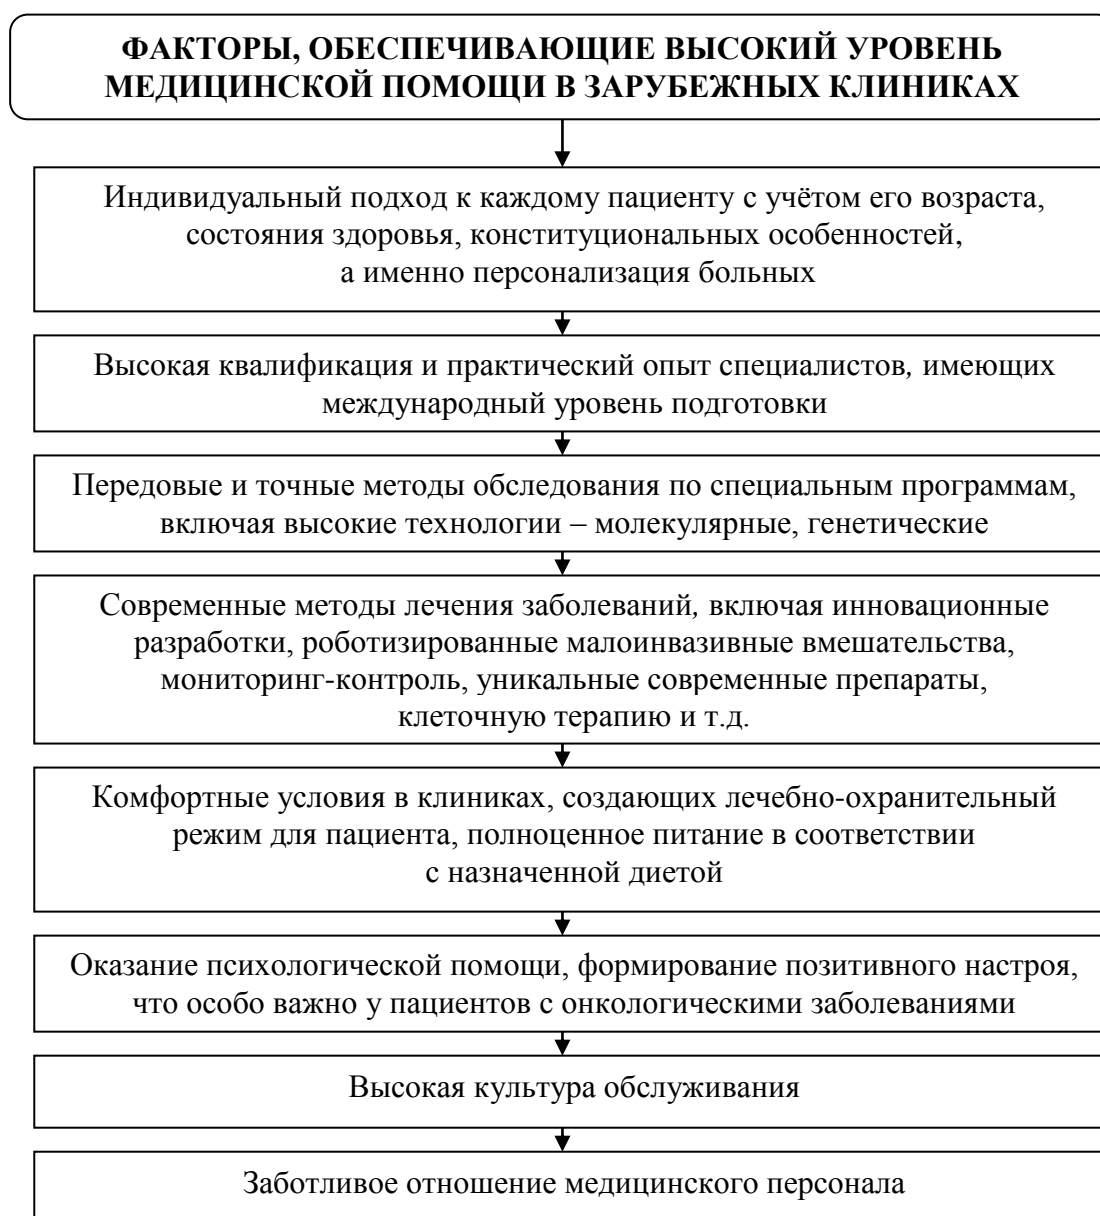 ФАКТОРЫ, ОБЕСПЕЧИВАЮЩИЕ ВЫСОКИЙ УРОВЕНЬ
МЕДИЦИНСКОЙ ПОМОЩИ В ЗАРУБЕЖНЫХ КЛИНИКАХ
Индивидуальный подход к каждому пациенту с учётом его возраста,
состояния здоровья, конституциональных особенностей,
а именно персонализация больных
Высокая квалификация и практический опыт специалистов, имеющих
международный уровень подготовки
Передовые и точные методы обследования по специальным программам,
включая высокие технологии – молекулярные, генетические
Современные методы лечения заболеваний, включая инновационные
разработки, роботизированные малоинвазивные вмешательства,
мониторинг-контроль, уникальные современные препараты,
клеточную терапию и т.д.
Комфортные условия в клиниках, создающих лечебно-охранительный
режим для пациента, полноценное питание в соответствии
с назначенной диетой
Оказание психологической помощи, формирование позитивного настроя,
что особо важно у пациентов с онкологическими заболеваниями
Высокая культура обслуживания
Заботливое отношение медицинского персонала